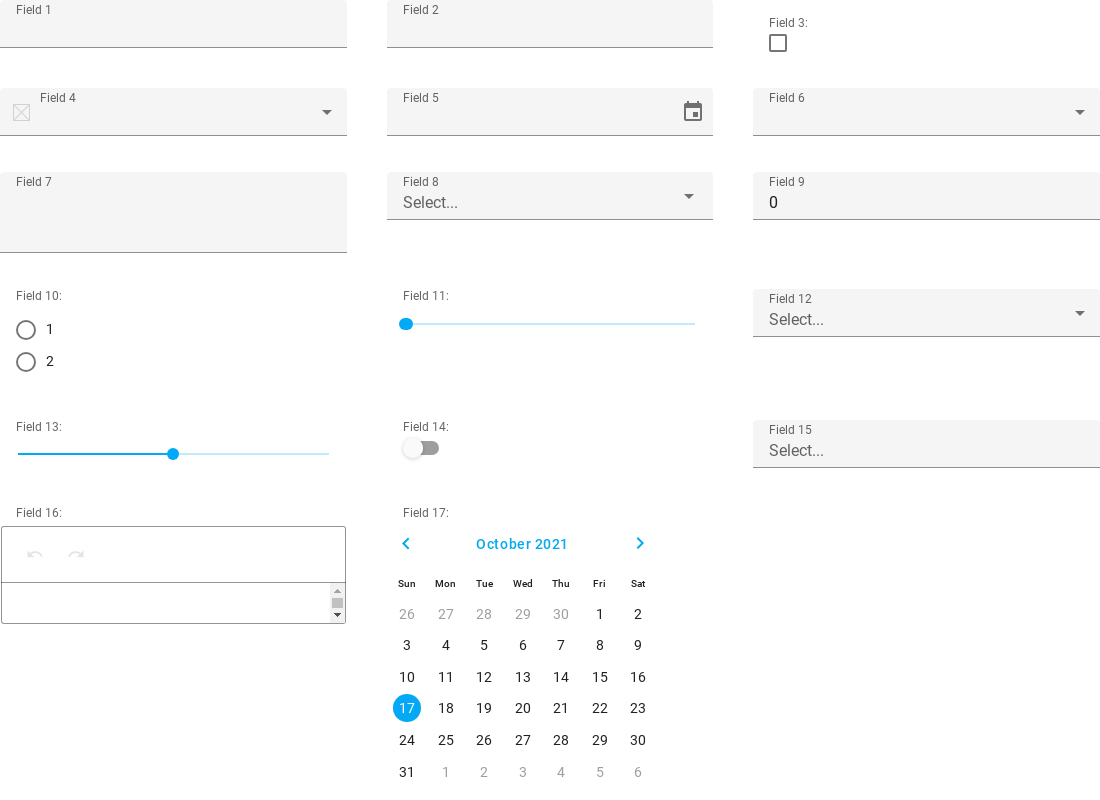 Field 1
Field 2
Field 3:
Field 4
Field 5
Field 6
Field 7
Field 8
Select...
Field 9
0
Field 10:
1
2
Field 11:
Field 12
Select...
Field 13:
Field 14:
Field 15
Select...
Field 16:
Field 17:
October 2021
Sun Mon Tue Wed Thu Fri Sat
26 27 28 29 30 1 2
3 4 5 6 7 8 9
10 11 12 13 14 15 16
17 18 19 20 21 22 23
24 25 26 27 28 29 30
31 1 2 3 4 5 6